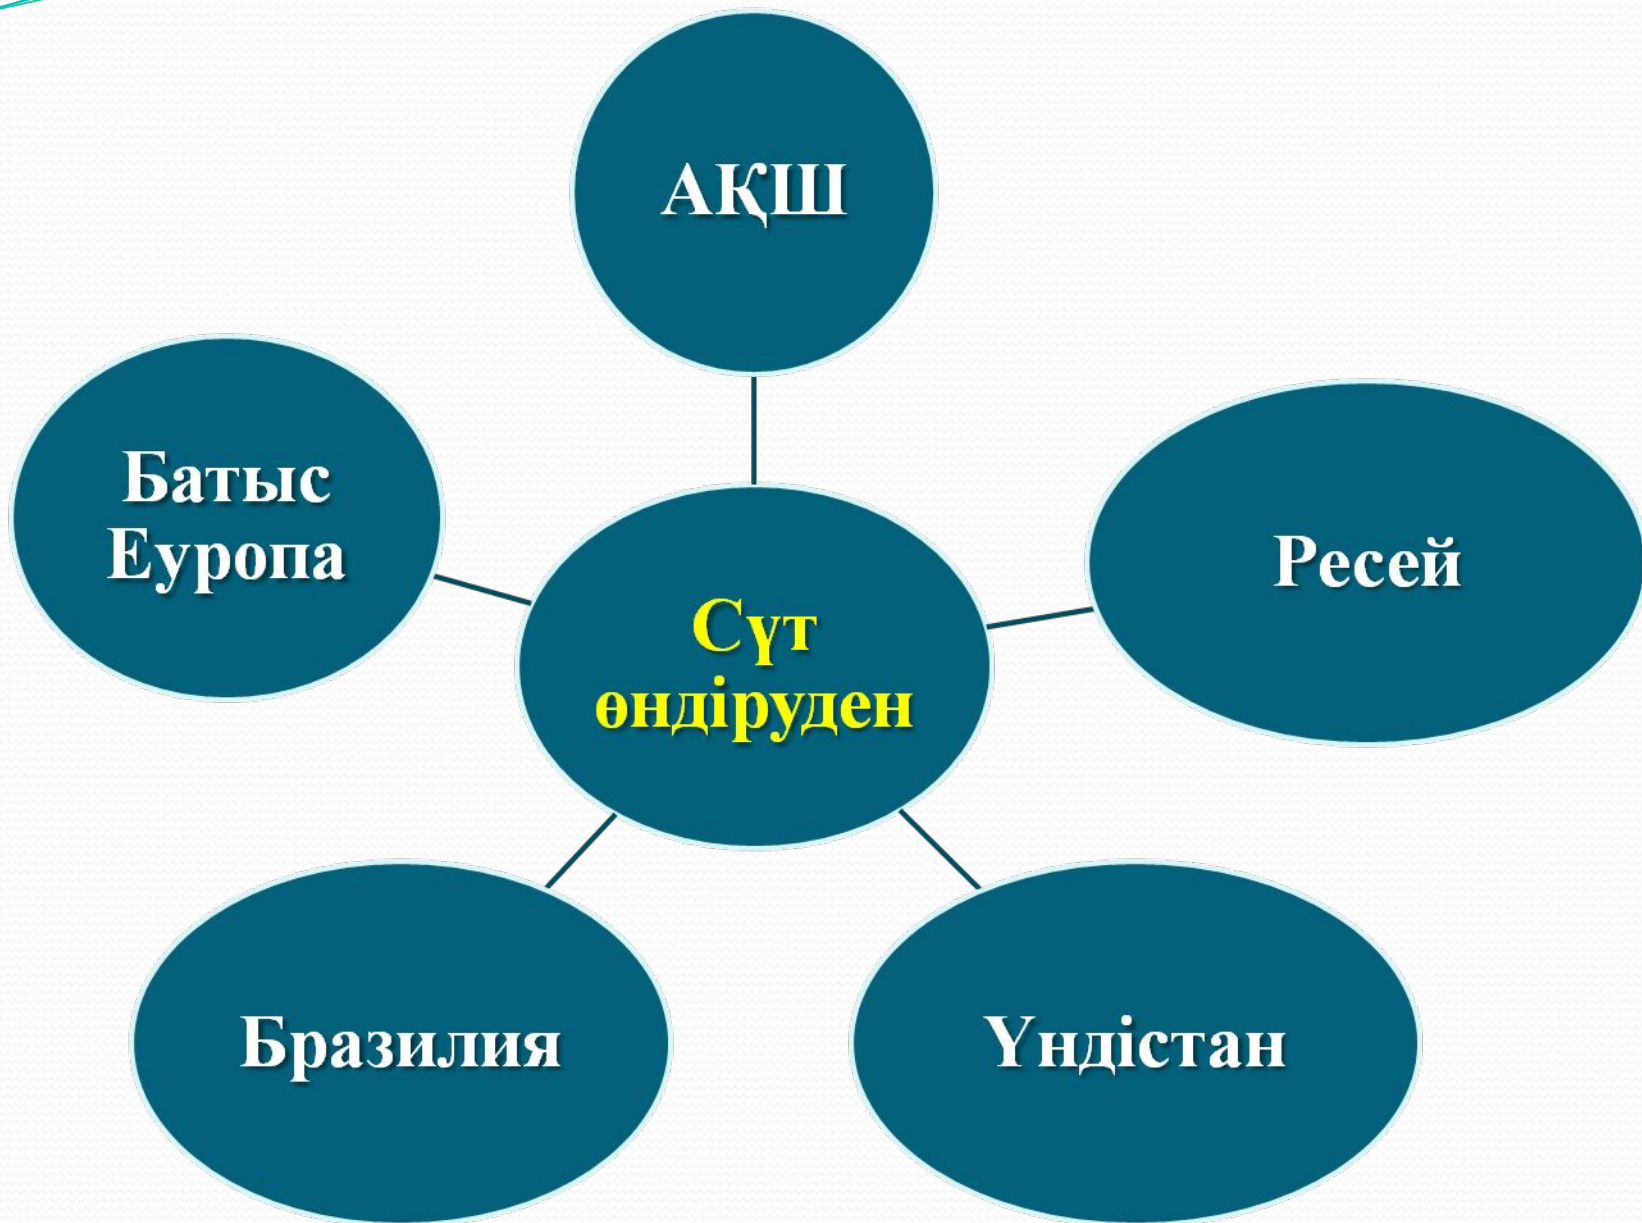 АҚШ
Батыс
Еуропа
Ресей
Сүт
өндіруден
Бразилия
Үндістан